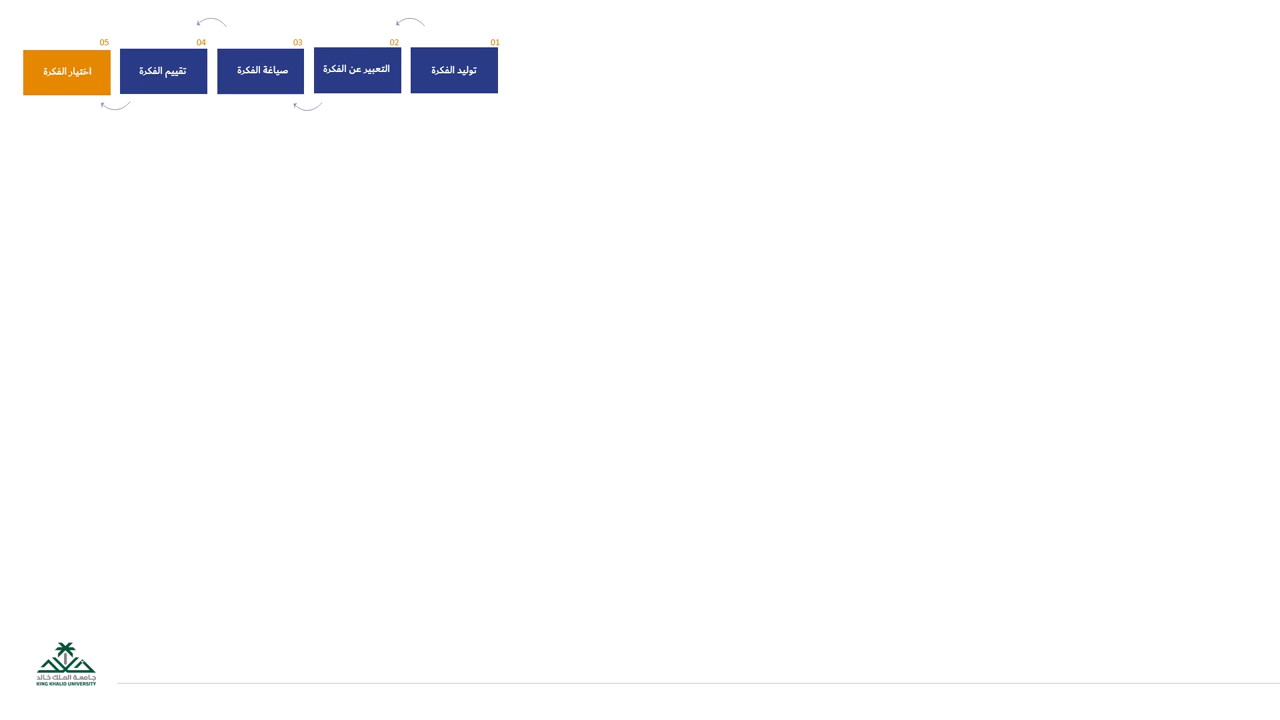 01
توليد الفكرة
02
التعبير عن الفكرة
03
صياغة الفكرة
04
تقييم الفكرة
05
اختيار الفكرة
جامعة الملك خالد
KING KHALID UNIVERSITY